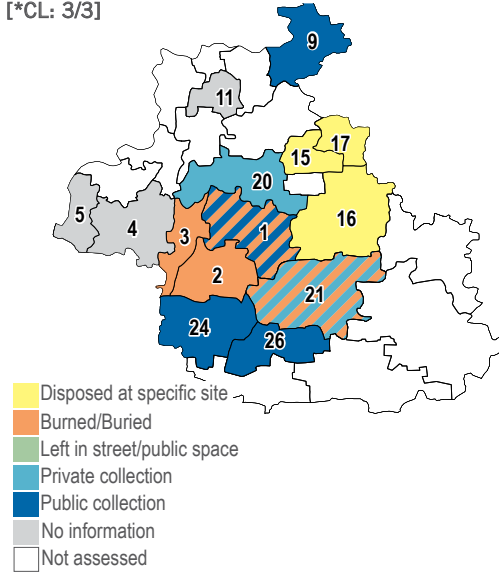 [*CL: 3/3]
9
11
17
15
20
5
4
3
1
16
2
21
24
26
Disposed at specific site
Burned/Buried
Left in street/public space
Private collection
Public collection
No information
Not assessed